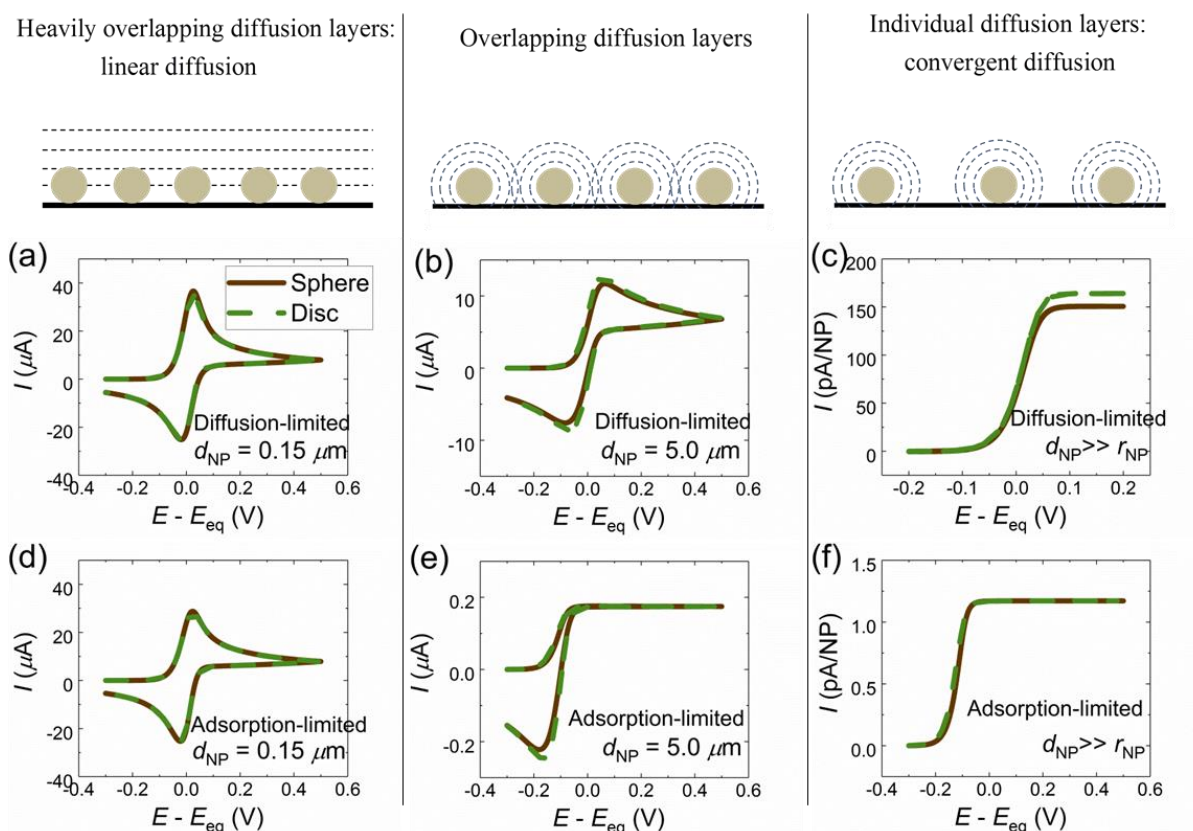 Heavily overlapping diffusion layers:
linear diffusion
Overlapping diffusion layers
Individual diffusion layers:
convergent diffusion
(a)
40
20
0
-20
40
I (μA)
Sphere
Disc
Diffusion-limited
dNP = 0.15 μm
-0.4 -0.2 0.0 0.2 0.4 0.6
E - Eeq (V)
(b)
10
0
-10
I (μA)
Diffusion-limited
dNP = 5.0 μm
-0.4 -0.2 0.0 0.2 0.4 0.6
E - Eeq (V)
(c)
200
150
100
50
0
I (pA/NP)
Diffusion-limited
dNP>> rNP
-0.2 -0.1 0.0 0.1 0.2
E - Eeq (V)
(d)
40
20
0
-20
40
I (μA)
Adsorption-limited
dNP = 0.15 μm
-0.4 -0.2 0.0 0.2 0.4 0.6
E - Eeq (V)
(e)
0.2
0.0
-0.2
I (μA)
Adsorption-limited
dNP = 5.0 μm
-0.4 -0.2 0.0 0.2 0.4 0.6
E - Eeq (V)
(f)
1.5
1.0
0.5
0.0
I (pA/NP)
Adsorption-limited
dNP>> rNP
-0.4 -0.2 0.0 0.2 0.4 0.6
E - Eeq (V)